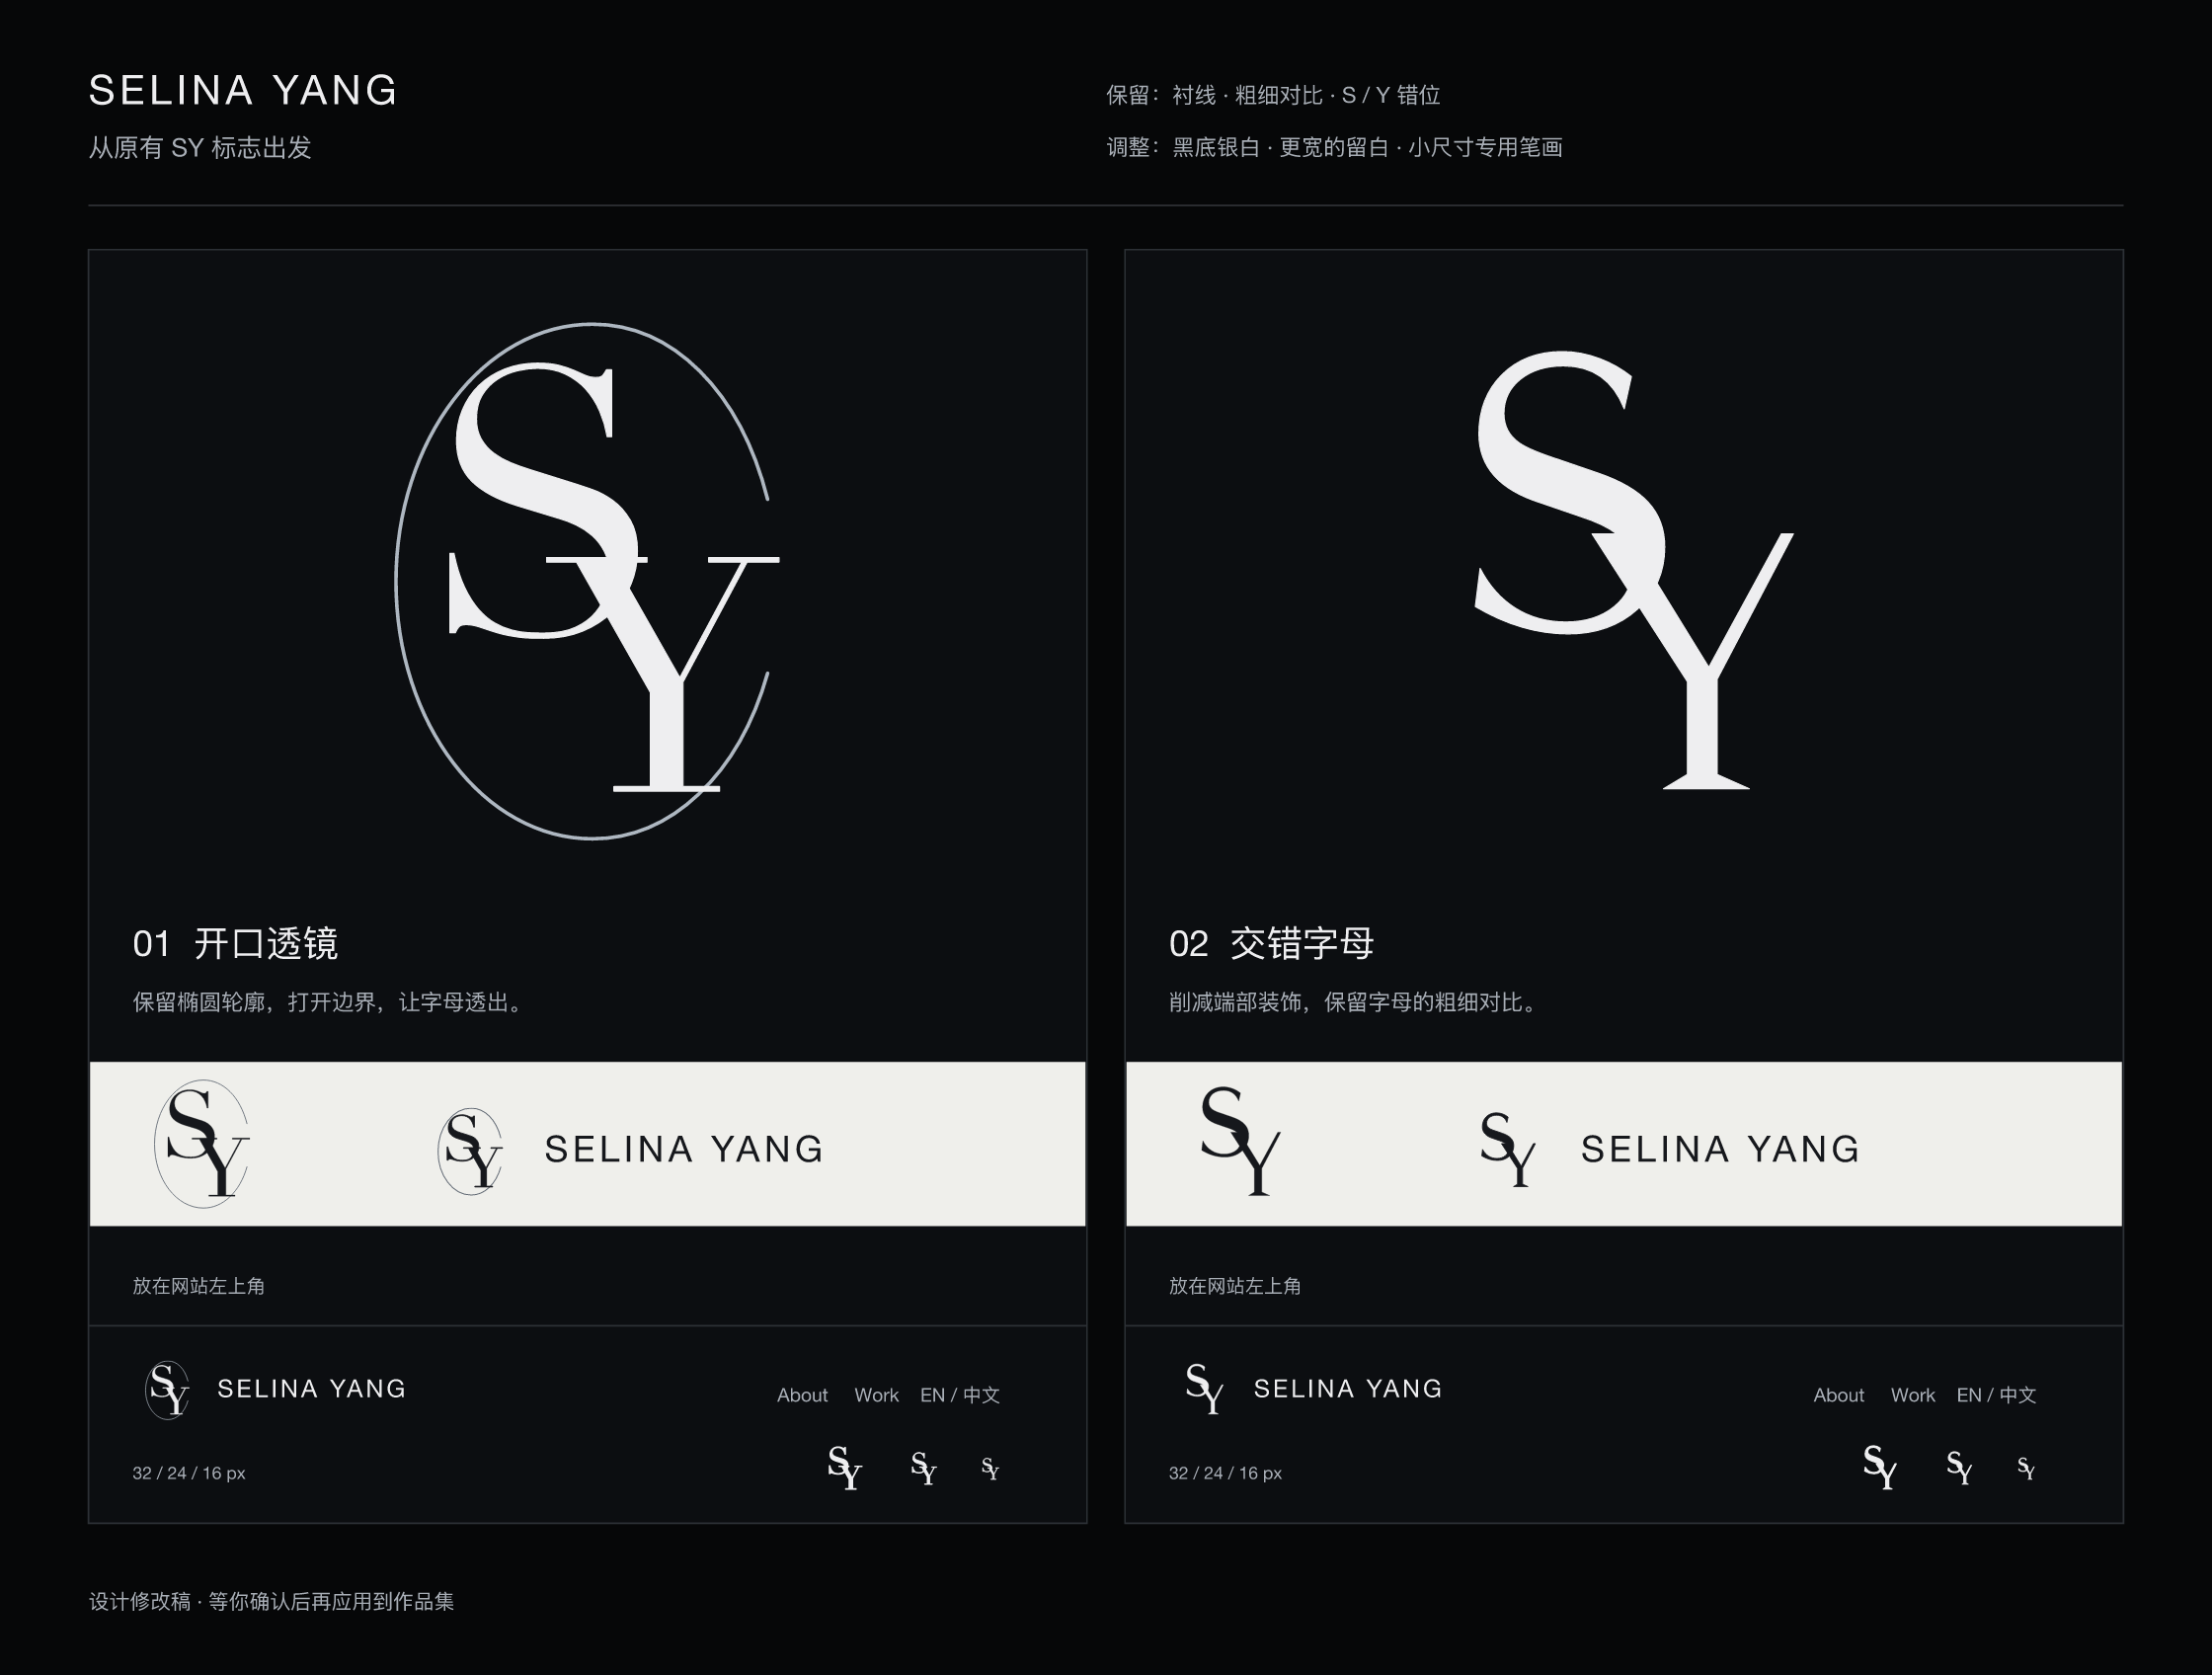 SELINA YANG
从原有 SY 标志出发
保留：衬线 · 粗细对比 · S / Y 错位
调整：黑底银白 · 更宽的留白 · 小尺寸专用笔画
SY
01 开口透镜
保留椭圆轮廓，打开边界，让字母透出。
SY
SY SELINA YANG
放在网站左上角
SY SELINA YANG
About Work EN / 中文
32 / 24 / 16 px
SY SY SY
SY
02 交错字母
削减端部装饰，保留字母的粗细对比。
SY
SY SELINA YANG
放在网站左上角
SY SELINA YANG
About Work EN / 中文
32 / 24 / 16 px
SY SY SY
设计修改稿 · 等你确认后再应用到作品集